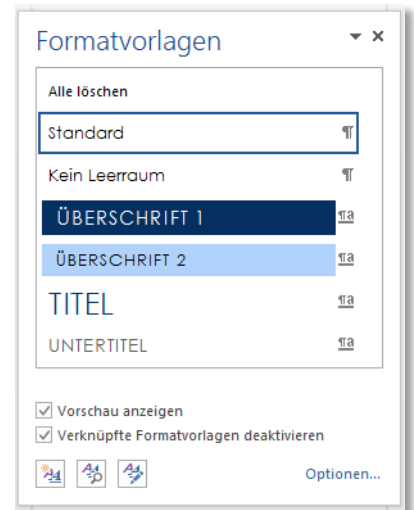 Formatvorlagen
Alle löschen
Standard ¶
Kein Leerraum ¶
ÜBERSCHRIFT 1 ¶a
ÜBERSCHRIFT 2 ¶a
TITEL ¶a
UNTERTITEL ¶a
Vorschau anzeigen
Verknüpfte Formatvorlagen deaktivieren
Optionen...